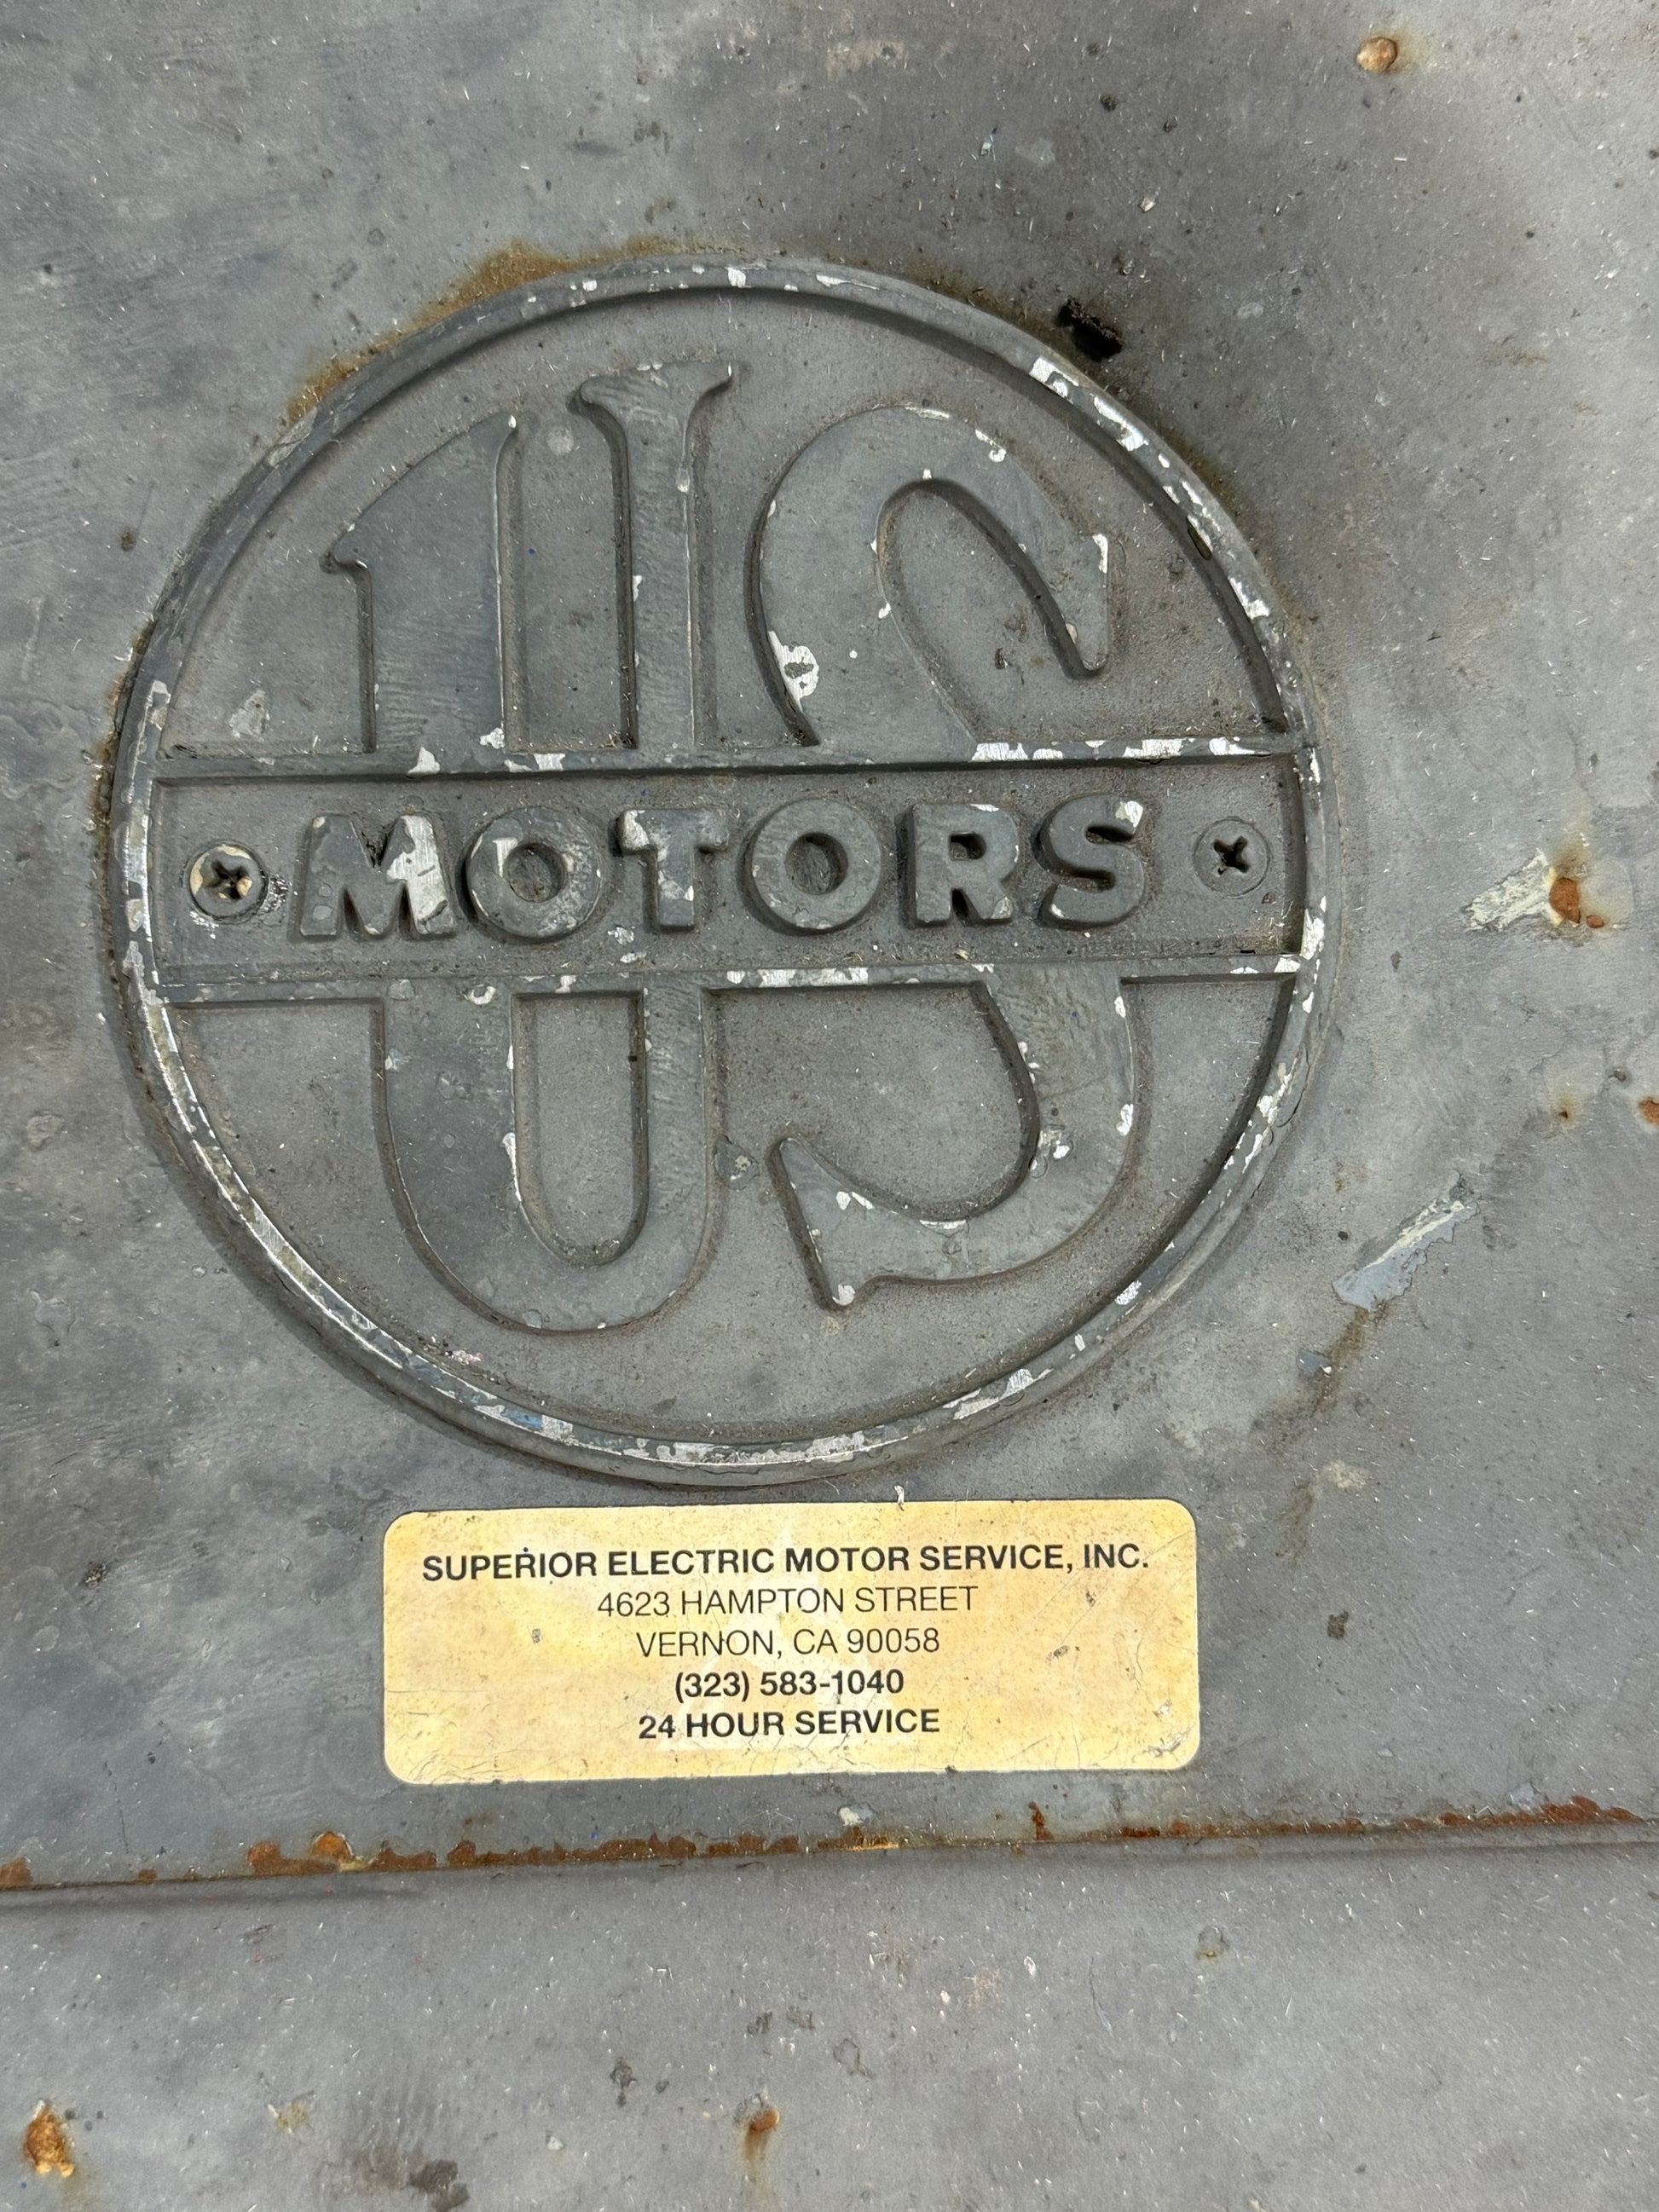 US
MOTORS
SUPERIOR ELECTRIC MOTOR SERVICE, INC.
4623 HAMPTON STREET
VERNON, CA 90058
(323) 583-1040
24 HOUR SERVICE